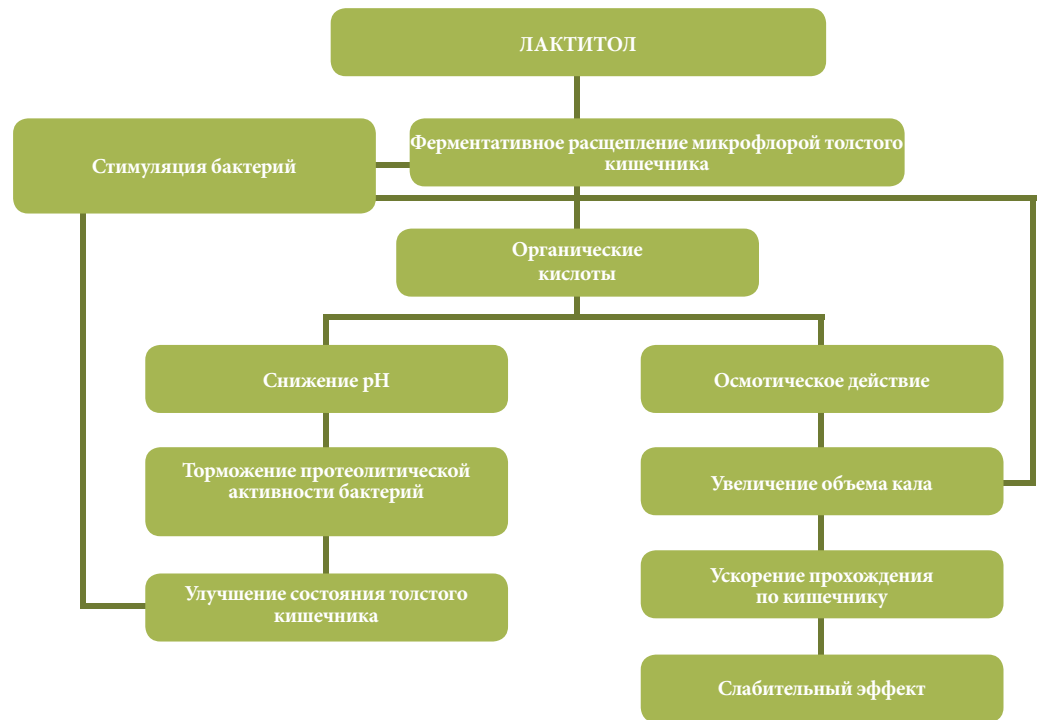 ЛАКТИТОЛ
Ферментативное расщепление микрофлорой толстого
кишечника
Стимуляция бактерий
Органические
кислоты
Снижение pH
Осмотическое действие
Торможение протеолитической
активности бактерий
Увеличение объема кала
Улучшение состояния толстого
кишечника
Ускорение прохождения
по кишечнику
Слабительный эффект